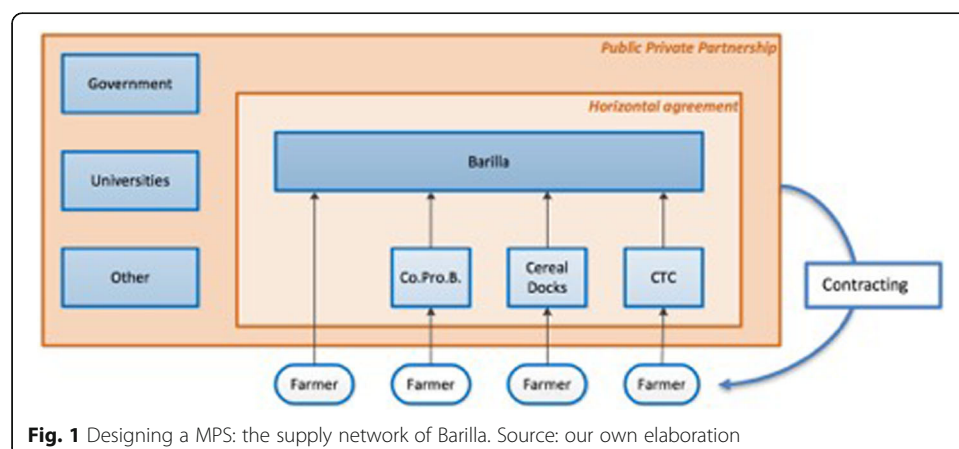 Public Private Partnership
Government
Horizontal agreement
Barilla
Universities
Other
Co.Pro.B.
Cereal
Docks
CTC
Contracting
Farmer
Farmer
Farmer
Farmer
Fig. 1 Designing a MPS: the supply network of Barilla. Source: our own elaboration